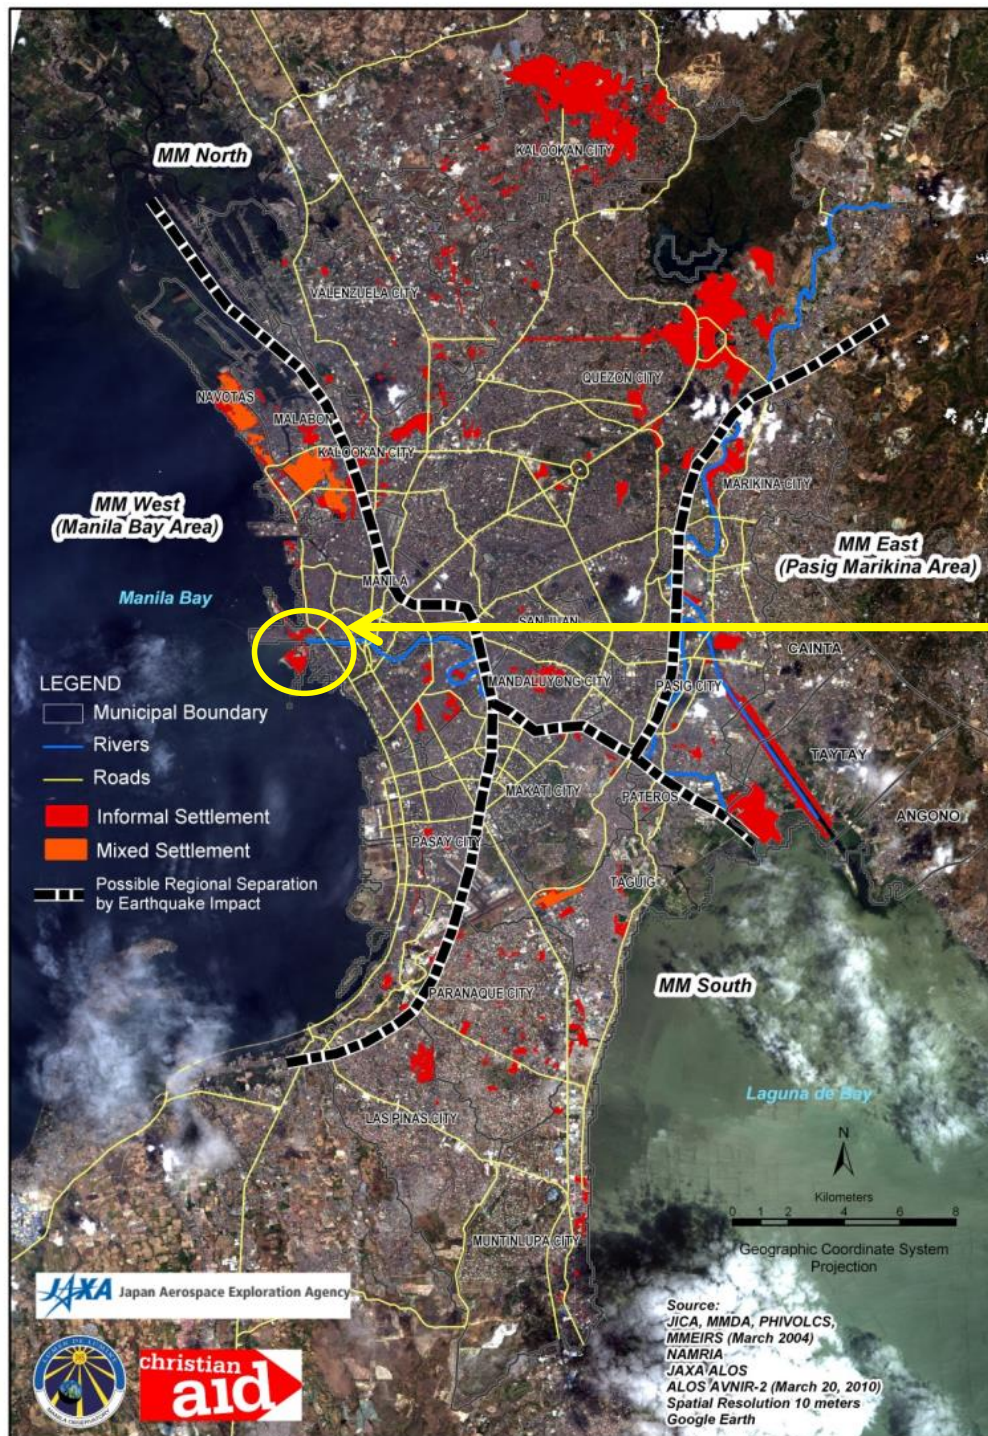 MM North
KALOOKAN CITY
VALENZUELA CITY
QUEZON CITY
NAVOTAS
MALABON
KALOOKAN CITY
MARIKINA CITY
MM West
(Manila Bay Area)
MM East
(Pasig Marikina Area)
MANILA
Manila Bay
SAN JUAN
CAINTA
MANDALUYONG CITY
PASIG CITY
LEGEND
Municipal Boundary
Rivers
Roads
Informal Settlement
Mixed Settlement
Possible Regional Separation
by Earthquake Impact
TAYTAY
MAKATI CITY
PATEROS
ANGONO
PASAY CITY
TAGUIG
MM South
PARANAQUE CITY
Laguna de Bay
LAS PINAS CITY
N
Kilometers
0 1 2 4 6 8
Geographic Coordinate System
Projection
MUNTINLUPA CITY
JAXA Japan Aerospace Exploration Agency
MANILA OBSERVATORY
christian
aid
Source:
JICA, MMDA, PHIVOLCS,
MMEIRS (March 2004)
NAMRIA
JAXA ALOS
ALOS AVNIR-2 (March 20, 2010)
Spatial Resolution 10 meters
Google Earth